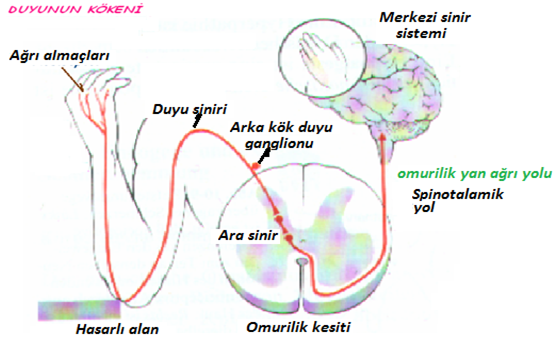 DUYUNUN KÖKENİ
Merkezi sinir
sistemi
Ağrı almaçları
Duyu siniri
Arka kök duyu
ganglionu
omurilik yan ağrı yolu
Spinotalamik
yol
Ara sinir
Hasarlı alan
Omurilik kesiti